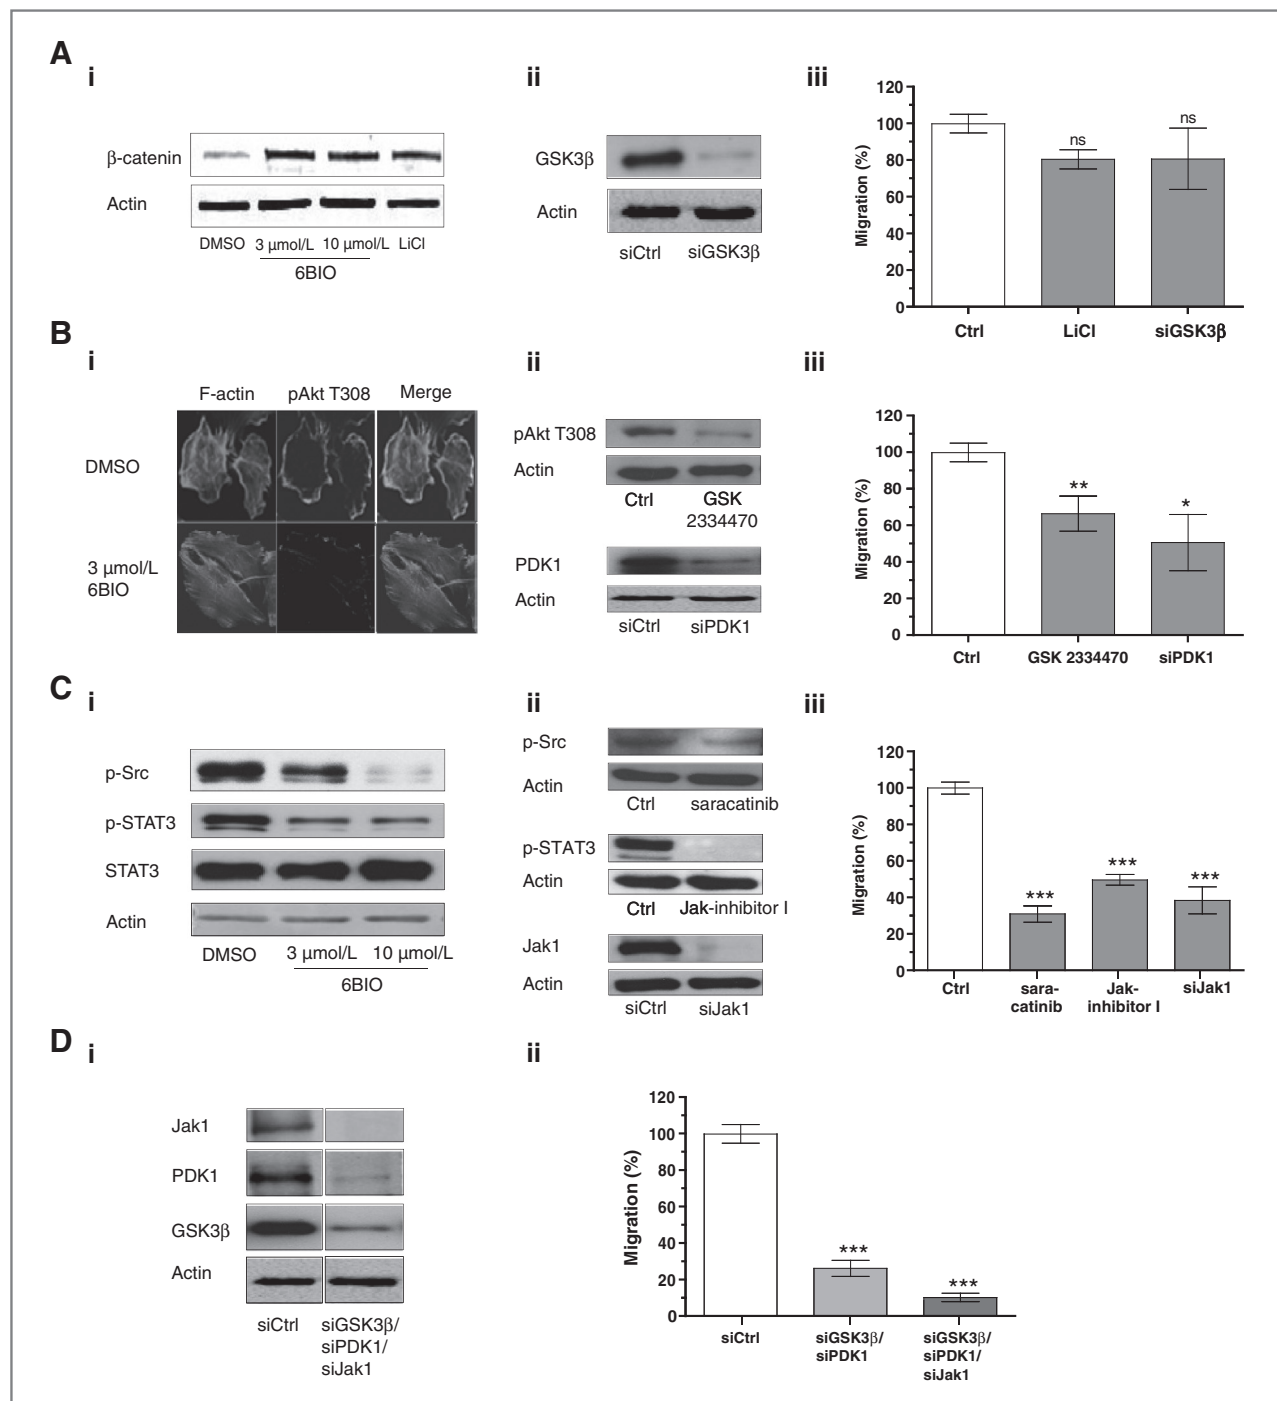 A
i
β-catenin
Actin
DMSO 3 µmol/L 10 µmol/L LiCl
6BIO
ii
GSK3β
Actin
siCtrl siGSK3β
iii
Migration (%)
120
100
80
60
40
20
0
ns
ns
Ctrl LiCl siGSK3β
B
i
F-actin pAkt T308 Merge
DMSO
3 µmol/L
6BIO
ii
pAkt T308
Actin
Ctrl GSK
2334470
PDK1
Actin
siCtrl siPDK1
iii
Migration (%)
120
100
80
60
40
20
0
**
*
Ctrl GSK 2334470 siPDK1
C
i
p-Src
p-STAT3
STAT3
Actin
DMSO 3 µmol/L 10 µmol/L
6BIO
ii
p-Src
Actin
Ctrl saracatinib
p-STAT3
Actin
Ctrl Jak-inhibitor I
Jak1
Actin
siCtrl siJak1
iii
Migration (%)
120
100
80
60
40
20
0
***
***
***
Ctrl sara- Jak- siJak1
catinib inhibitor I
D
i
Jak1
PDK1
GSK3β
Actin
siCtrl siGSK3β/
siPDK1/
siJak1
ii
Migration (%)
120
100
80
60
40
20
0
***
***
siCtrl siGSK3β/ siGSK3β/
siPDK1 siPDK1/
siJak1